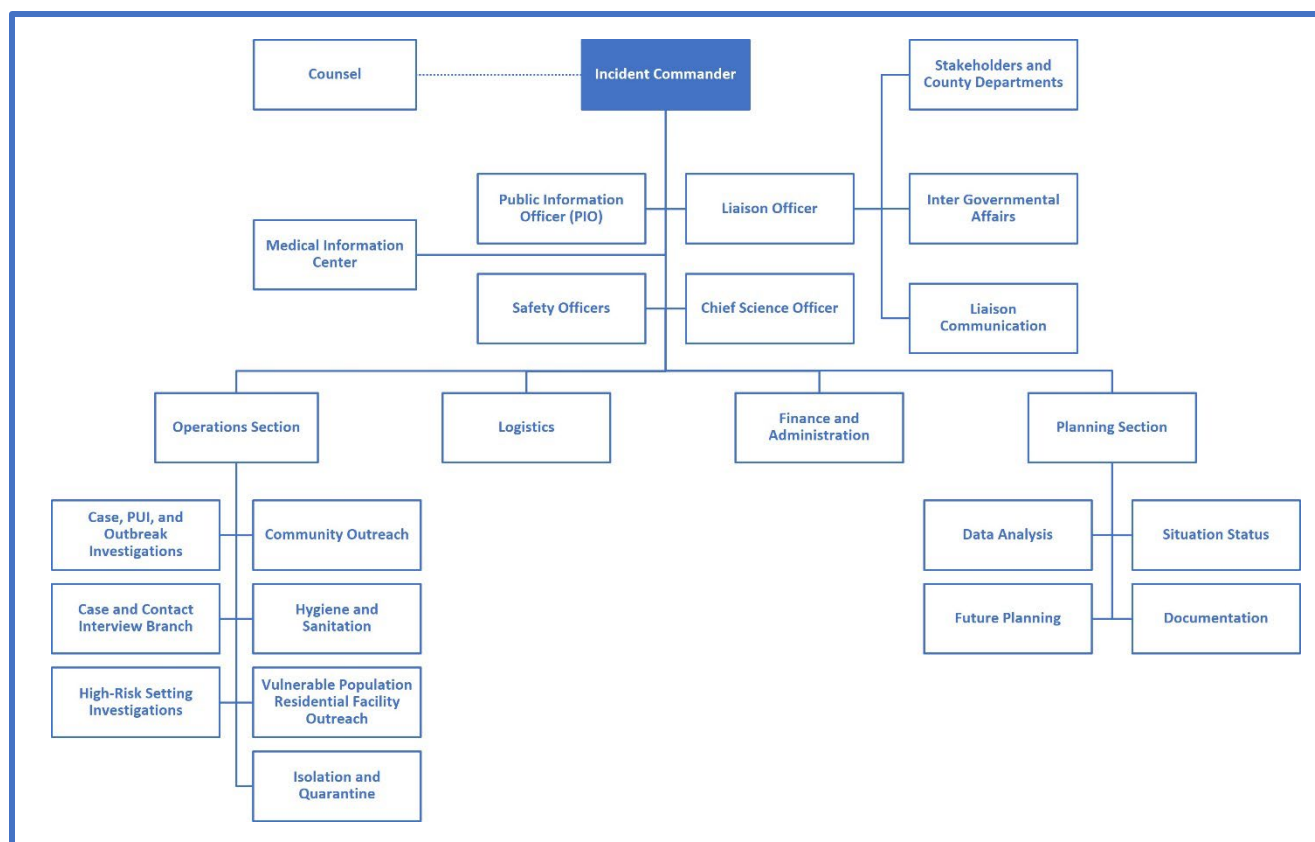 Counsel
Incident Commander
Stakeholders and
County Departments
Public Information
Officer (PIO)
Liaison Officer
Inter Governmental
Affairs
Medical Information
Center
Safety Officers
Chief Science Officer
Liaison
Communication
Operations Section
Logistics
Finance and
Administration
Planning Section
Case, PUI, and
Outbreak
Investigations
Community Outreach
Data Analysis
Situation Status
Case and Contact
Interview Branch
Hygiene and
Sanitation
Future Planning
Documentation
High-Risk Setting
Investigations
Vulnerable Population
Residential Facility
Outreach
Isolation and
Quarantine